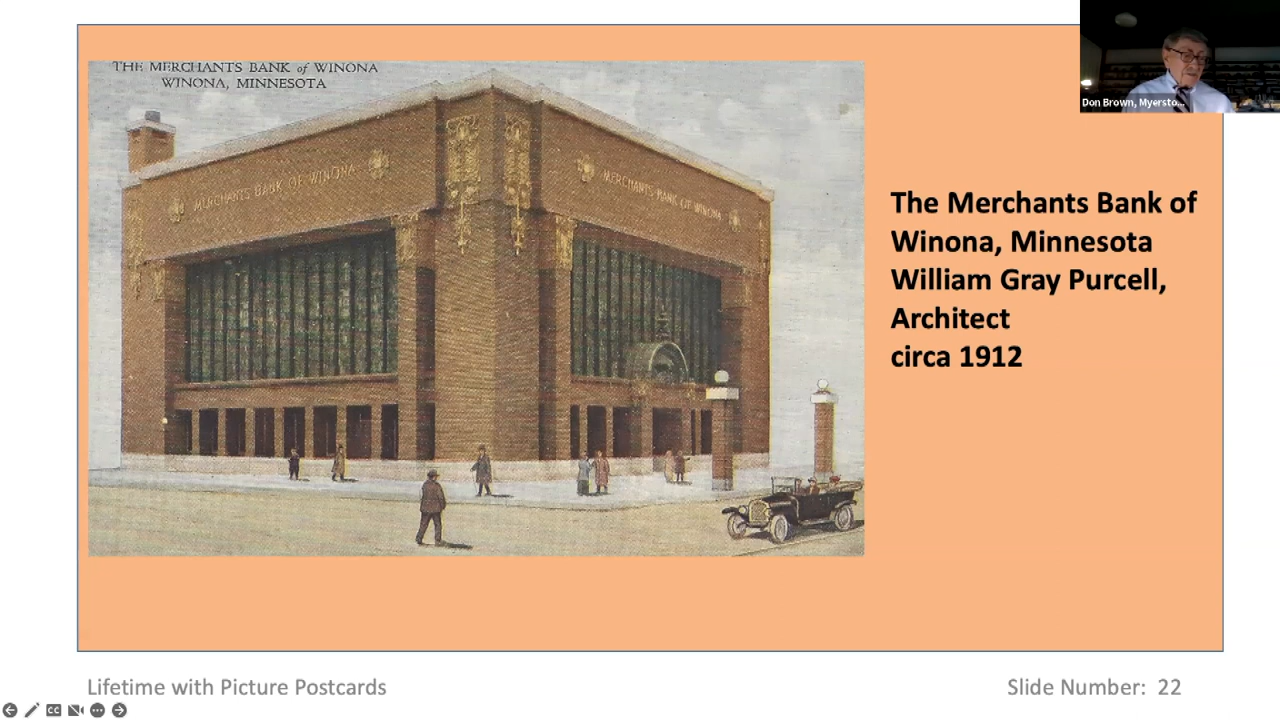 THE MERCHANTS BANK of WINONA
WINONA, MINNESOTA
MERCHANTS BANK OF WINONA
MERCHANTS BANK OF WINONA
Don Brown, Myersto...
The Merchants Bank of
Winona, Minnesota
William Gray Purcell,
Architect
circa 1912
Lifetime with Picture Postcards
Slide Number: 22
CC